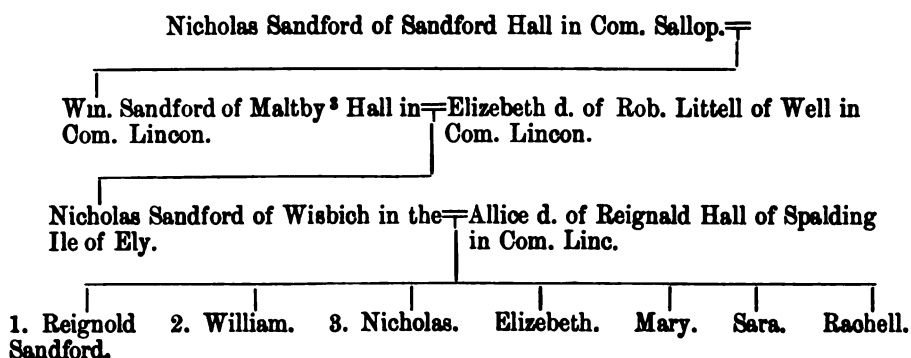 Nicholas Sandford of Sandford Hall in Com. Sallop.
Wm. Sandford of Maltby³ Hall in Elizebeth d. of Rob. Littell of Well in
Com. Lincon. Com. Lincon.
Nicholas Sandford of Wisbich in the Allice d. of Reignald Hall of Spalding
Ile of Ely. in Com. Linc.
1. Reignold 2. William. 3. Nicholas. Elizebeth. Mary. Sara. Rachell.
Sandford.